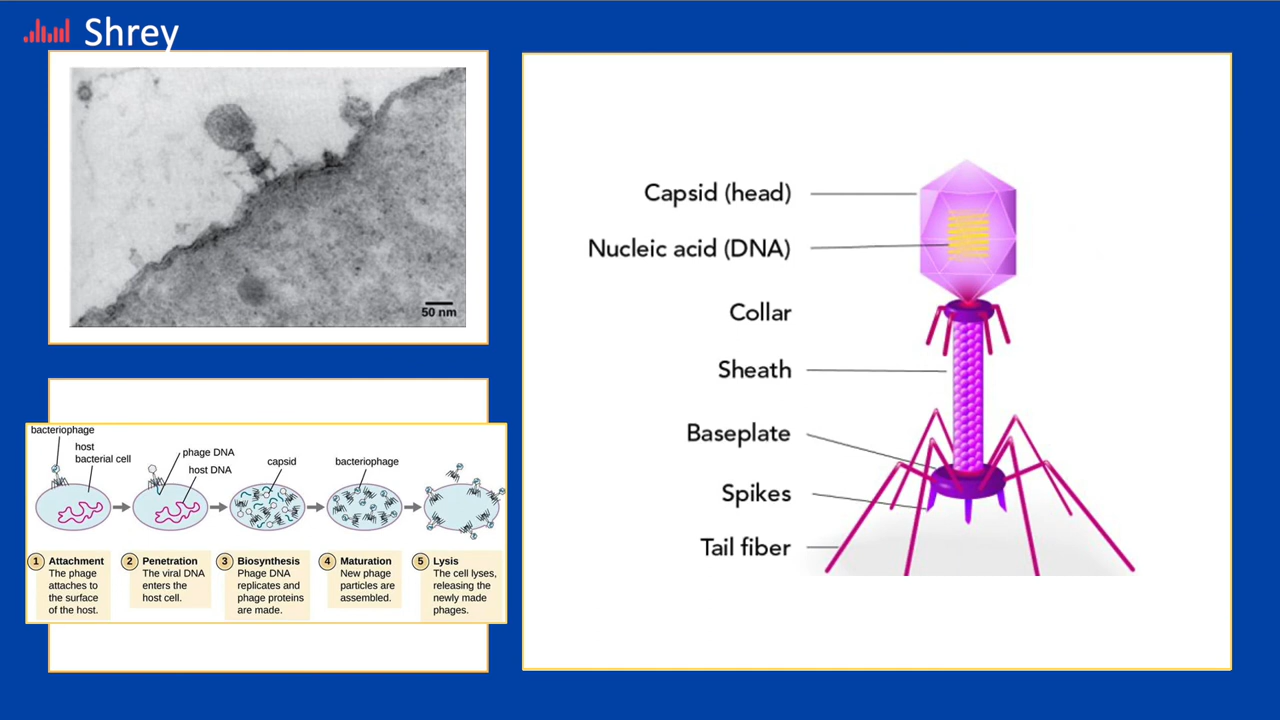 Shrey
50 nm
bacteriophage
host
bacterial cell
phage DNA
host DNA
capsid
bacteriophage
1 Attachment
The phage
attaches to
the surface
of the host.
2 Penetration
The viral DNA
enters the
host cell.
3 Biosynthesis
Phage DNA
replicates and
phage proteins
are made.
4 Maturation
New phage
particles are
assembled.
5 Lysis
The cell lyses,
releasing the
newly made
phages.
Capsid (head)
Nucleic acid (DNA)
Collar
Sheath
Baseplate
Spikes
Tail fiber